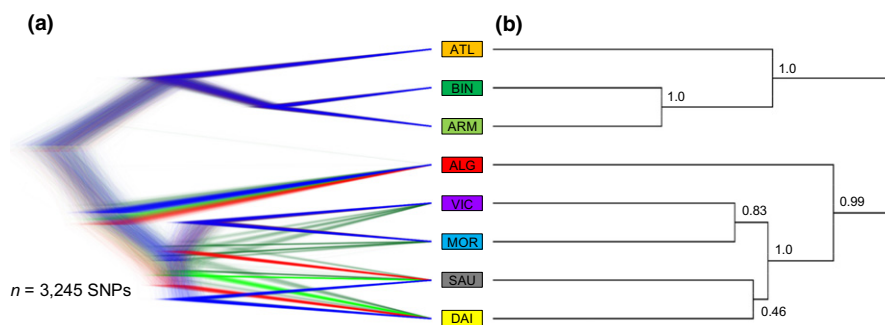 (a)
(b)
ATL
1.0
BIN
1.0
ARM
ALG
0.99
VIC
0.83
MOR
1.0
SAU
n = 3,245 SNPs
0.46
DAI